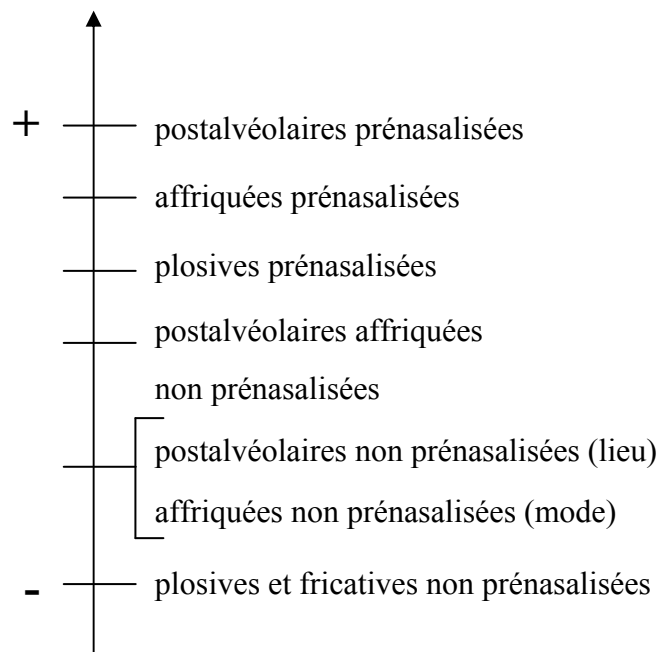 + postalvéolaires prénasalisées
affriquées prénasalisées
plosives prénasalisées
postalvéolaires affriquées
non prénasalisées
postalvéolaires non prénasalisées (lieu)
affriquées non prénasalisées (mode)
- plosives et fricatives non prénasalisées